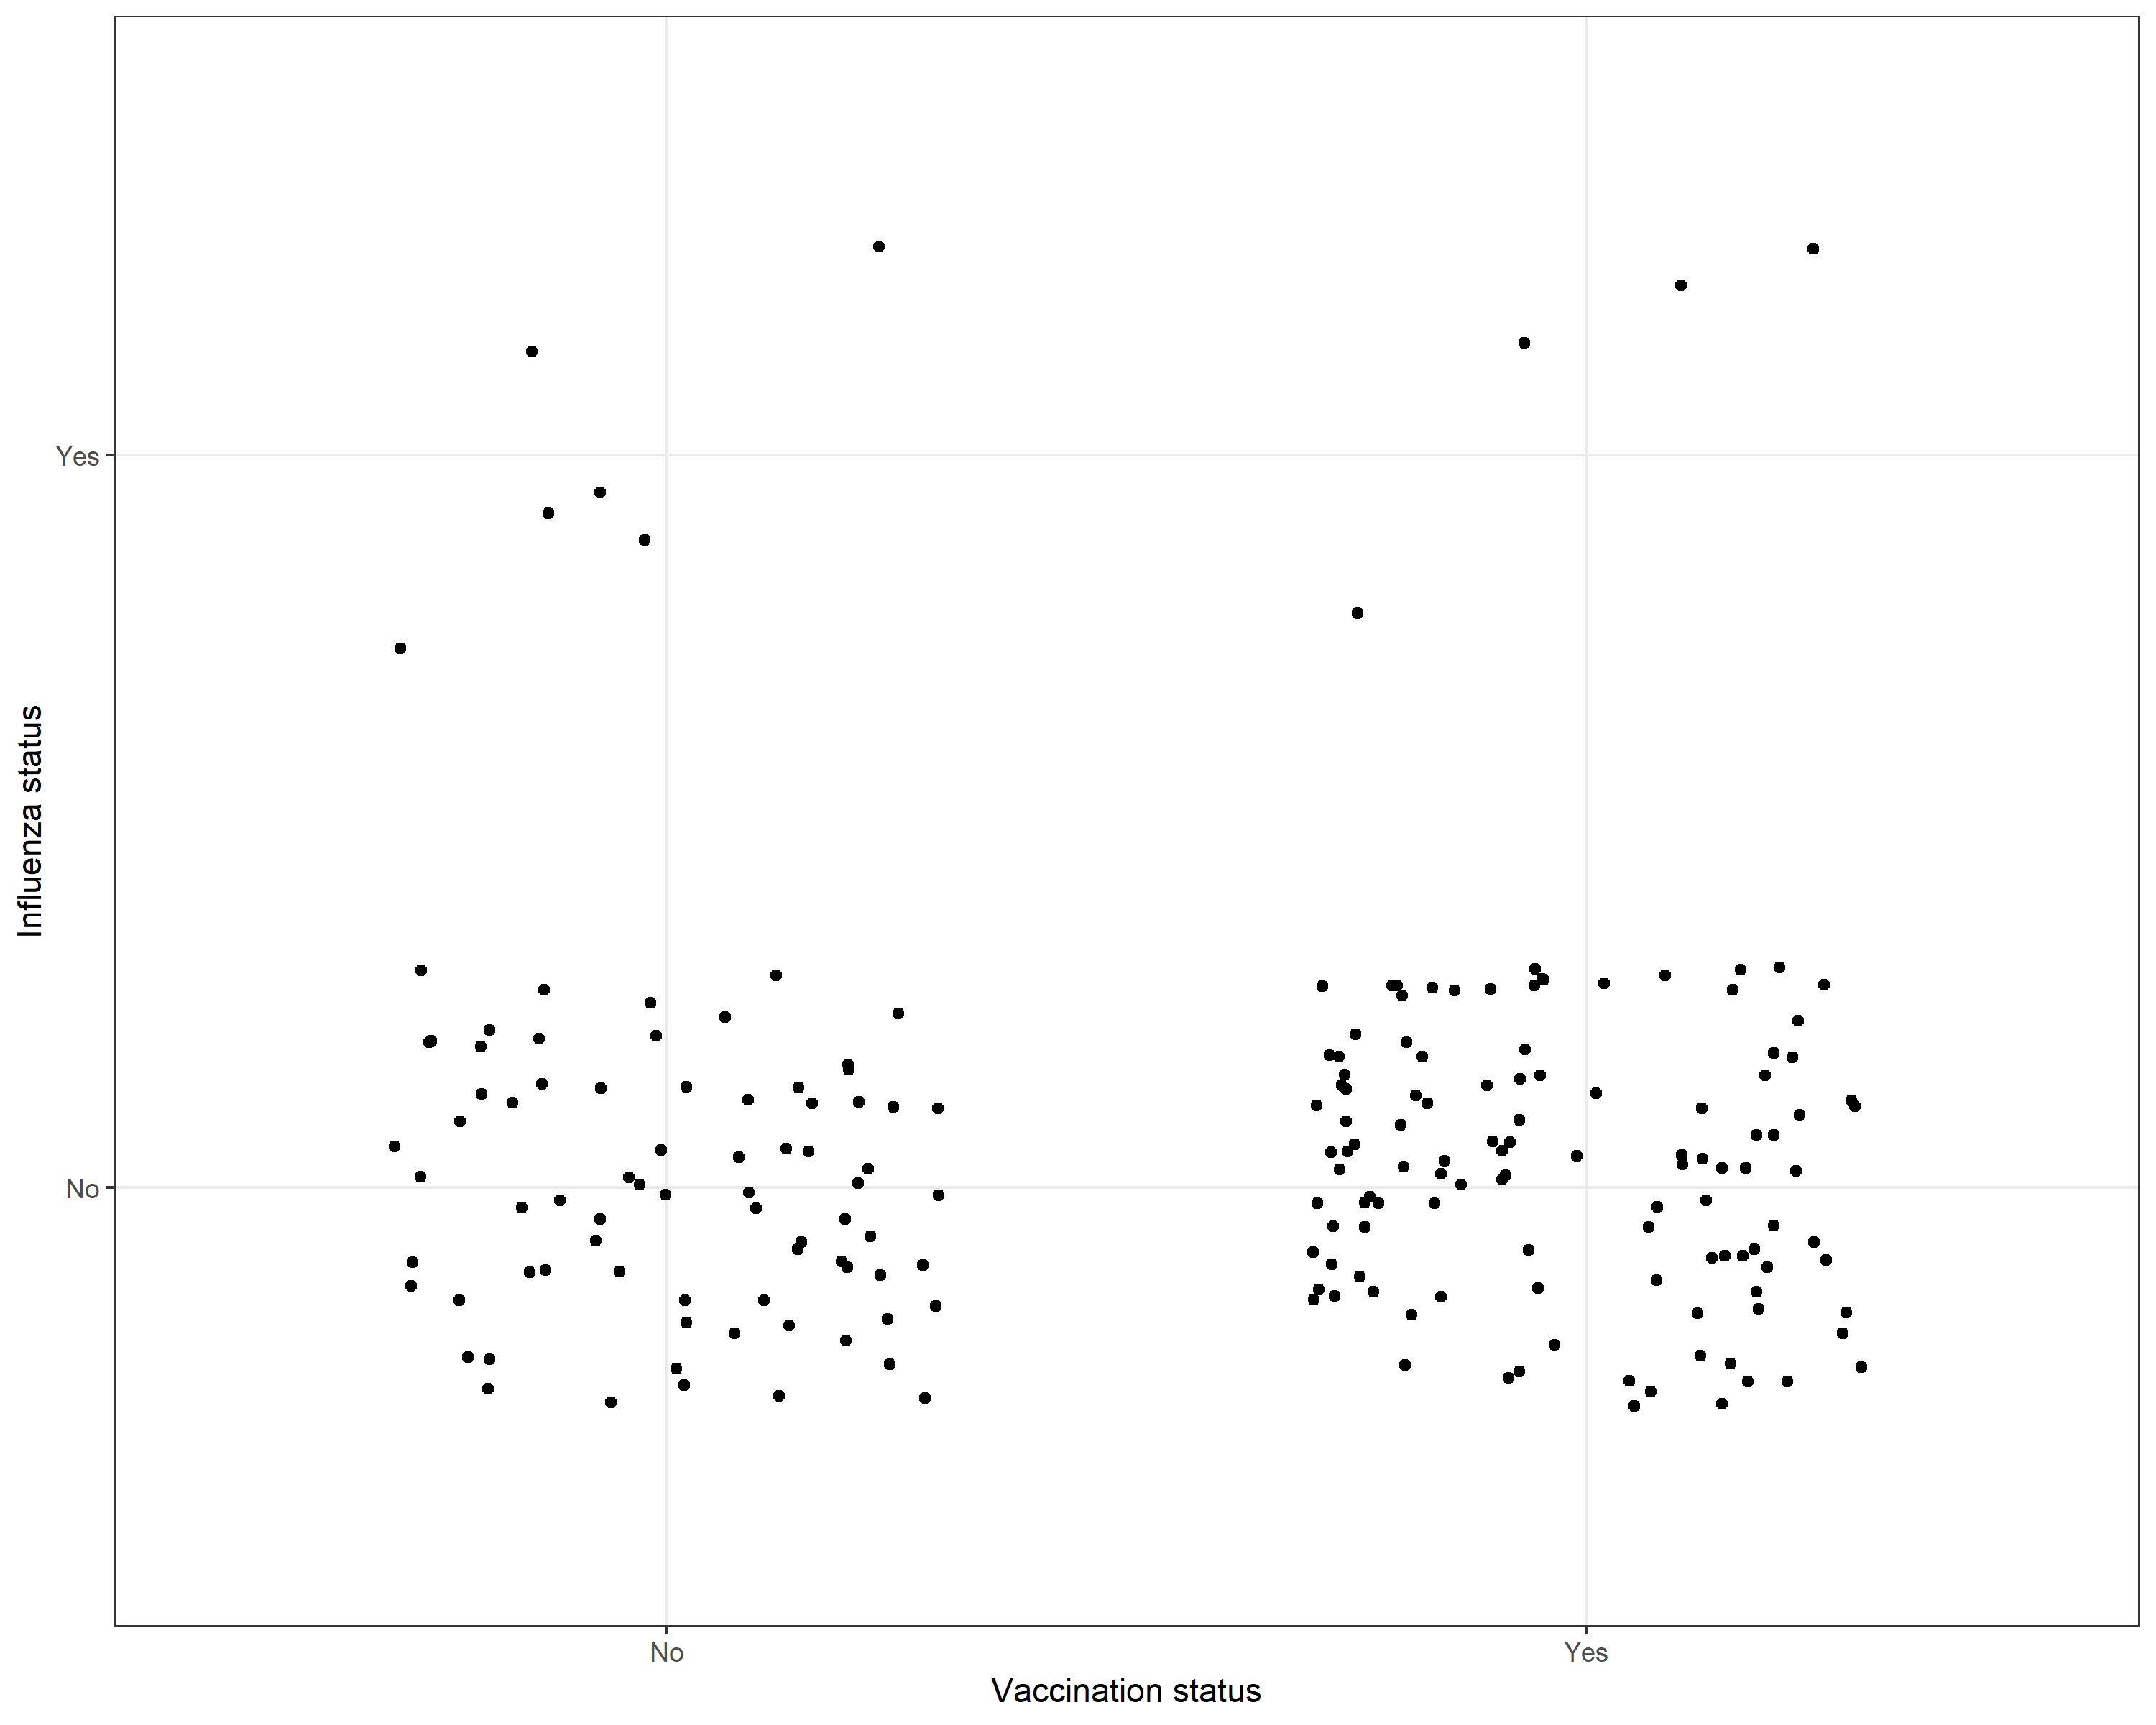 Influenza status
Yes
No
No
Yes
Vaccination status